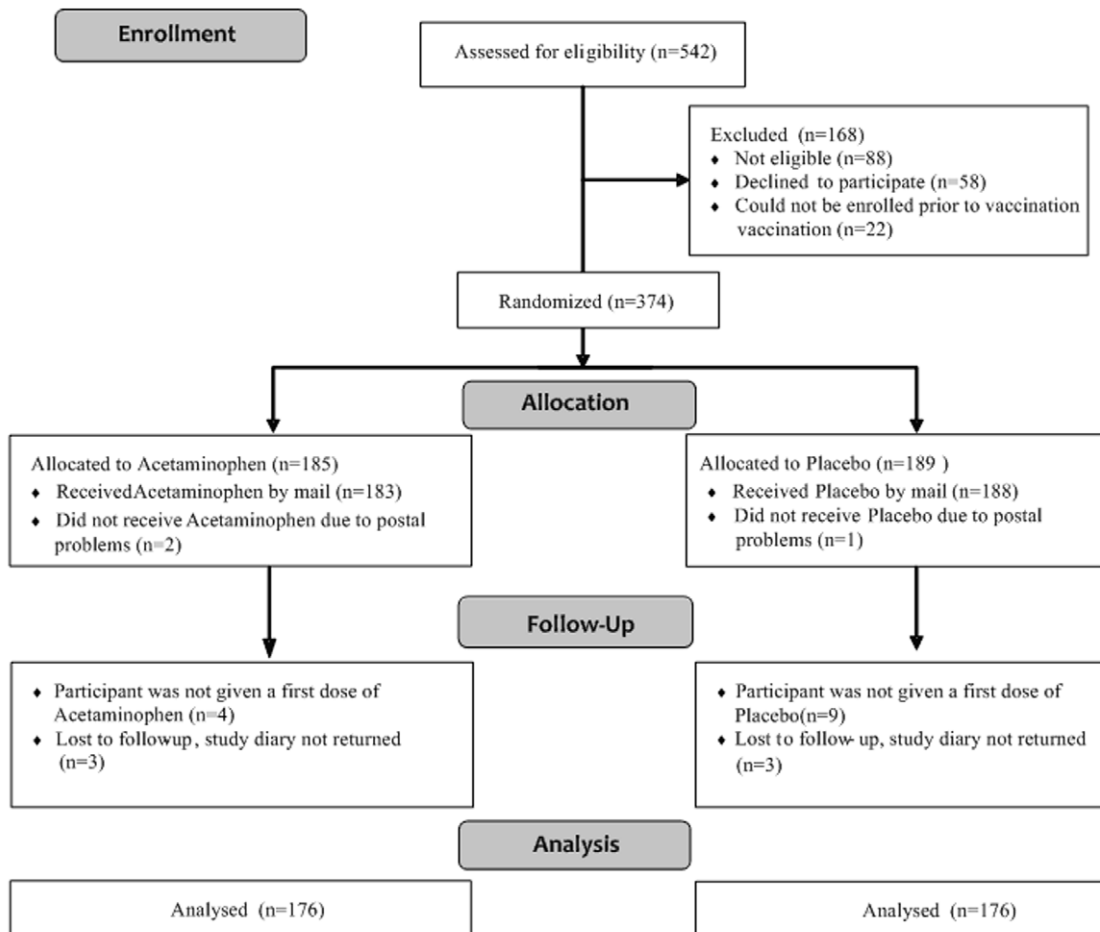 Enrollment
Assessed for eligibility (n=542)
Excluded (n=168)
♦ Not eligible (n=88)
♦ Declined to participate (n=58)
♦ Could not be enrolled prior to vaccination
vaccination (n=22)
Randomized (n=374)
Allocation
Allocated to Acetaminophen (n=185)
♦ ReceivedAcetaminophen by mail (n=183)
♦ Did not receive Acetaminophen due to postal
problems (n=2)
Allocated to Placebo (n=189 )
♦ Received Placebo by mail (n=188)
♦ Did not receive Placebo due to postal
problems (n=1)
Follow-Up
♦ Participant was not given a first dose of
Acetaminophen (n=4)
♦ Lost to followup, study diary not returned
(n=3)
♦ Participant was not given a first dose of
Placebo(n=9)
♦ Lost to follow-up, study diary not returned
(n=3)
Analysis
Analysed (n=176)
Analysed (n=176)